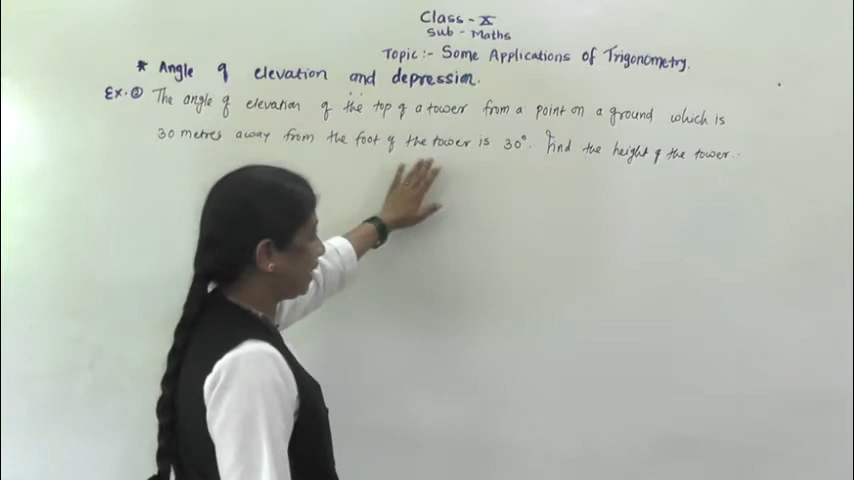 Class - X
Sub - Maths
Topic :- Some Applications of Trigonometry.
* Angle of elevation and depression.
Ex. ② The angle of elevation of the top of a tower from a point on a ground which is
30 metres away from the foot of the tower is 30°. Find the height of the tower.